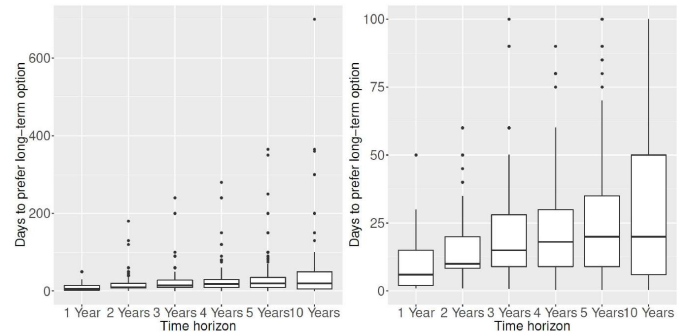 Days to prefer long-term option
600
400
200
0
1 Year 2 Years 3 Years 4 Years 5 Years 10 Years
Time horizon
Days to prefer long-term option
100
75
50
25
0
1 Year 2 Years 3 Years 4 Years 5 Years 10 Years
Time horizon